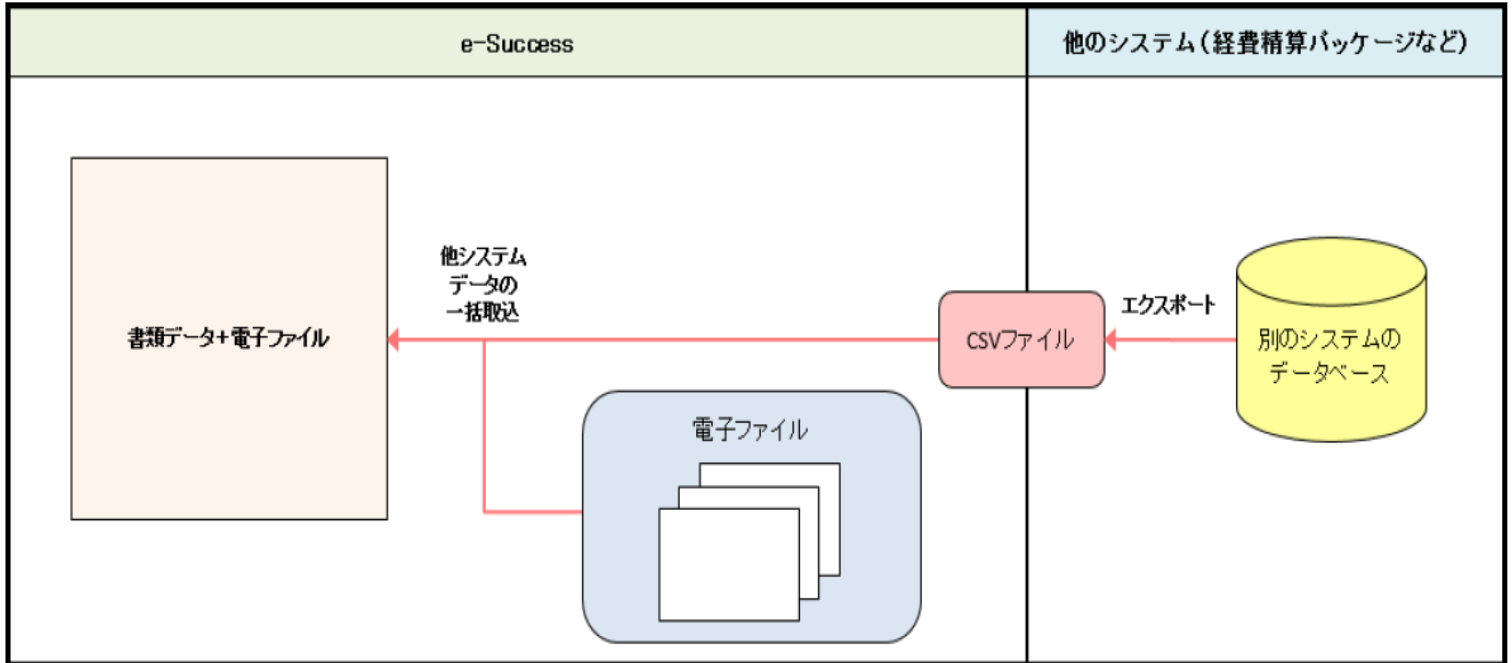 e-Success
他のシステム（経費精算パッケージなど）
他システム
データの
一括取込
エクスポート
書類データ+電子ファイル
CSVファイル
別のシステムの
データベース
電子ファイル